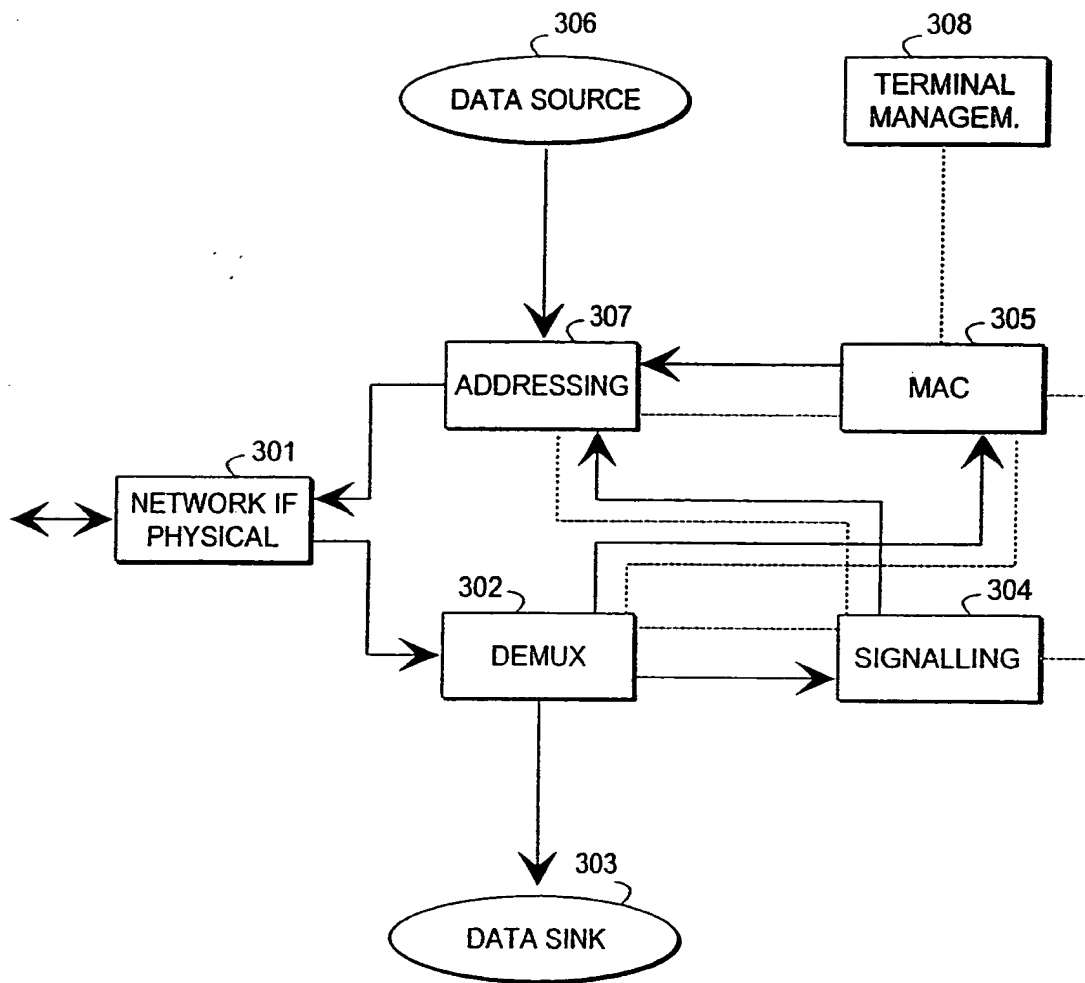 306
DATA SOURCE
308
TERMINAL
MANAGEM.
307
ADDRESSING
305
MAC
301
NETWORK IF
PHYSICAL
302
DEMUX
304
SIGNALLING
303
DATA SINK